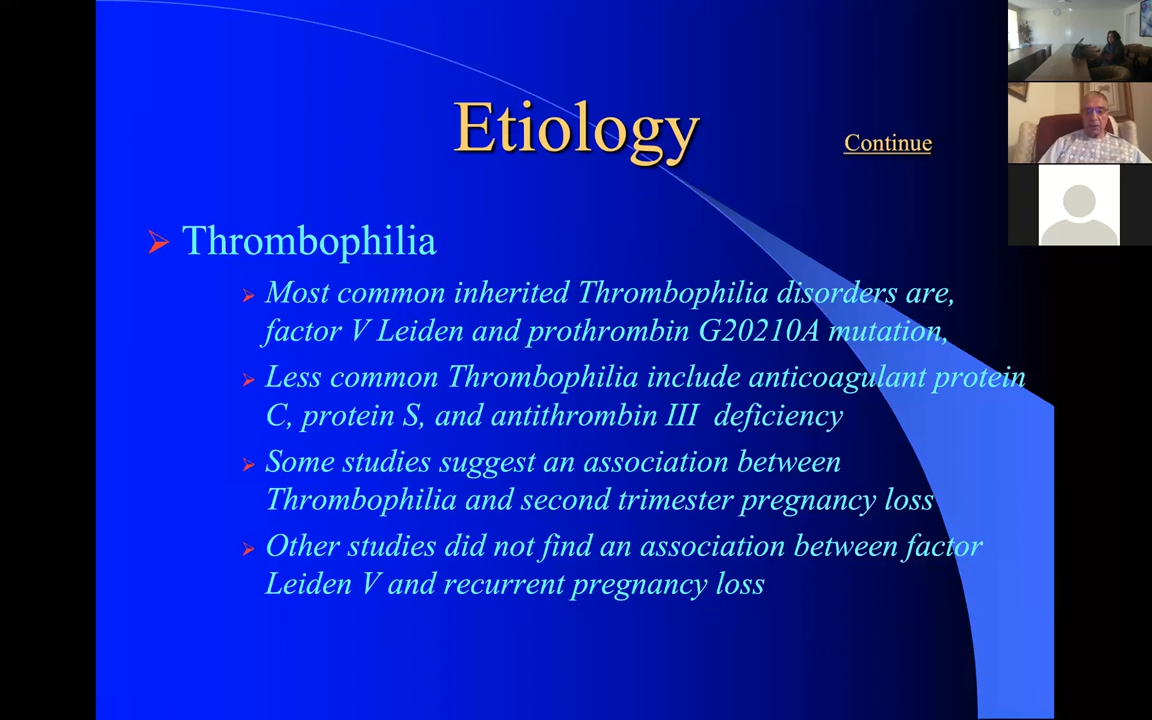 Etiology
Continue
Thrombophilia
Most common inherited Thrombophilia disorders are,
factor V Leiden and prothrombin G20210A mutation,
Less common Thrombophilia include anticoagulant protein
C, protein S, and antithrombin III deficiency
Some studies suggest an association between
Thrombophilia and second trimester pregnancy loss
Other studies did not find an association between factor
Leiden V and recurrent pregnancy loss